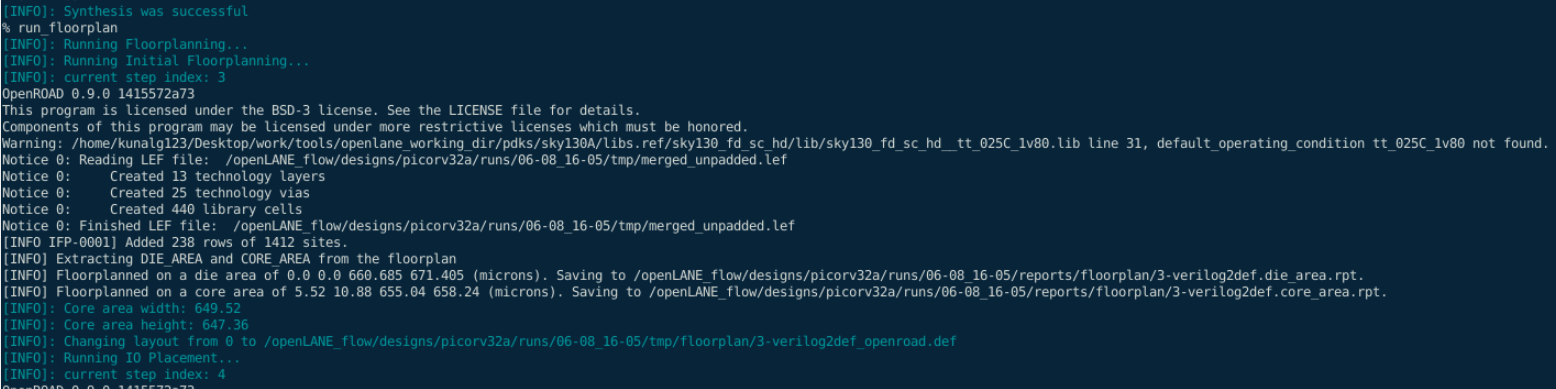 [INFO]: Synthesis was successful
% run_floorplan
[INFO]: Running Floorplanning...
[INFO]: Running Initial Floorplanning...
[INFO]: current step index: 3
OpenROAD 0.9.0 1415572a73
This program is licensed under the BSD-3 license. See the LICENSE file for details.
Components of this program may be licensed under more restrictive licenses which must be honored.
Warning: /home/kunalg123/Desktop/work/tools/openlane_working_dir/pdks/sky130A/libs.ref/sky130_fd_sc_hd/lib/sky130_fd_sc_hd__tt_025C_1v80.lib line 31, default_operating_condition tt_025C_1v80 not found.
Notice 0: Reading LEF file:  /openLANE_flow/designs/picorv32a/runs/06-08_16-05/tmp/merged_unpadded.lef
Notice 0:     Created 13 technology layers
Notice 0:     Created 25 technology vias
Notice 0:     Created 440 library cells
Notice 0: Finished LEF file:  /openLANE_flow/designs/picorv32a/runs/06-08_16-05/tmp/merged_unpadded.lef
[INFO IFP-0001] Added 238 rows of 1412 sites.
[INFO] Extracting DIE_AREA and CORE_AREA from the floorplan
[INFO] Floorplanned on a die area of 0.0 0.0 660.685 671.405 (microns). Saving to /openLANE_flow/designs/picorv32a/runs/06-08_16-05/reports/floorplan/3-verilog2def.die_area.rpt.
[INFO] Floorplanned on a core area of 5.52 10.88 655.04 658.24 (microns). Saving to /openLANE_flow/designs/picorv32a/runs/06-08_16-05/reports/floorplan/3-verilog2def.core_area.rpt.
[INFO]: Core area width: 649.52
[INFO]: Core area height: 647.36
[INFO]: Changing layout from 0 to /openLANE_flow/designs/picorv32a/runs/06-08_16-05/tmp/floorplan/3-verilog2def_openroad.def
[INFO]: Running IO Placement...
[INFO]: current step index: 4
OpenROAD 0.9.0 1415572a73